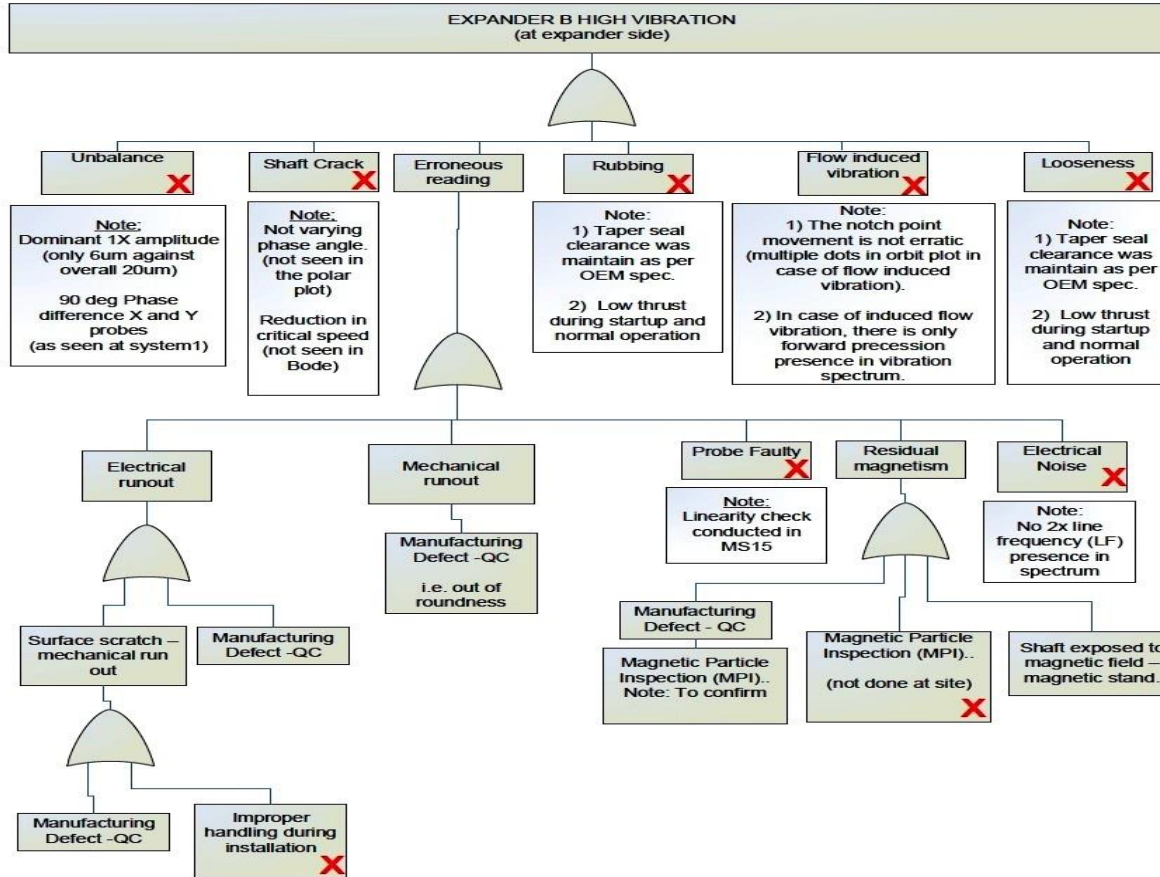 EXPANDER B HIGH VIBRATION
(at expander side)
Unbalance
X
Shaft Crack
X
Erroneous
reading
Rubbing
X
Flow induced
vibration
X
Looseness
X
Note;
Dominant 1X amplitude
(only 6um against
overall 20um)
90 deg Phase
difference X and Y
probes
(as seen at system1)
Note;
Not varying
phase angle.
(not seen in
the polar
plot)
Reduction in
critical speed
(not seen in
Bode)
Note:
1) Taper seal
clearance was
maintain as per
OEM spec.
2) Low thrust
during startup and
normal operation
Note:
1) The notch point
movement is not erratic
(multiple dots in orbit plot in
case of flow induced
vibration).
2) In case of induced flow
vibration, there is only
forward precession
presence in vibration
spectrum.
Note:
1) Taper seal
clearance was
maintain as per
OEM spec.
2) Low thrust
during startup
and normal
operation
Electrical
runout
Mechanical
runout
Probe Faulty
X
Residual
magnetism
Electrical
Noise
X
Note:
Linearity check
conducted in
MS15
Note:
No 2x line
frequency (LF)
presence in
spectrum
Manufacturing
Defect -QC
i.e. out of
roundness
Surface scratch –
mechanical run
out
Manufacturing
Defect -QC
Manufacturing
Defect - QC
Magnetic Particle
Inspection (MPI)..
Note: To confirm
Magnetic Particle
Inspection (MPI)..
(not done at site)
X
Shaft exposed to
magnetic field –
magnetic stand.
Manufacturing
Defect -QC
Improper
handling during
installation
X